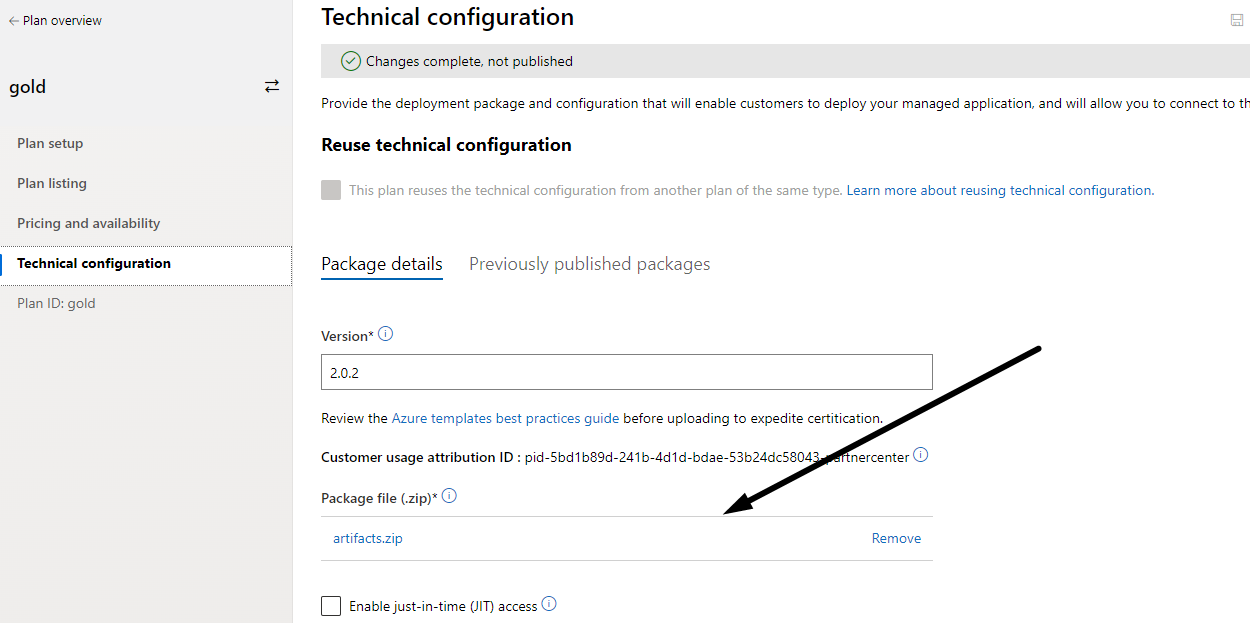 Plan overview
Technical configuration
Changes complete, not published
gold
Provide the deployment package and configuration that will enable customers to deploy your managed application, and will allow you to connect to th
Plan setup
Plan listing
Pricing and availability
Technical configuration
Plan ID: gold
Reuse technical configuration
This plan reuses the technical configuration from another plan of the same type. Learn more about reusing technical configuration.
Package details
Previously published packages
Version*
2.0.2
Review the Azure templates best practices guide before uploading to expedite certitication.
Customer usage attribution ID : pid-5bd1b89d-241b-4d1d-bdae-53b24dc58043-partnercenter
Package file (.zip)*
artifacts.zip
Remove
Enable just-in-time (JIT) access